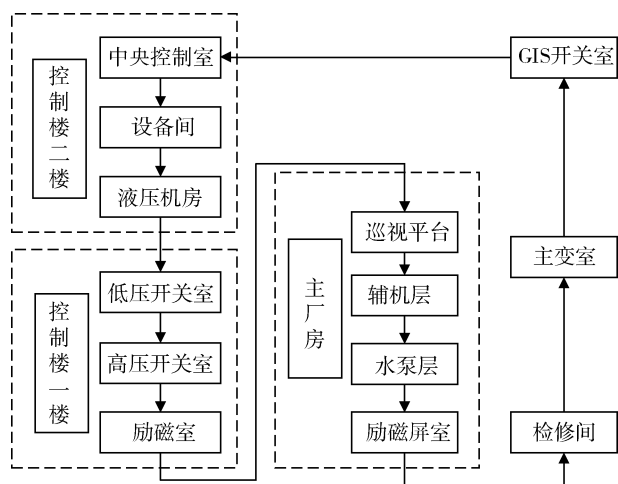 控制楼二楼
中央控制室
设备间
液压机房
控制楼一楼
低压开关室
高压开关室
励磁室
主厂房
巡视平台
辅机层
水泵层
励磁屏室
GIS开关室
主变室
检修间